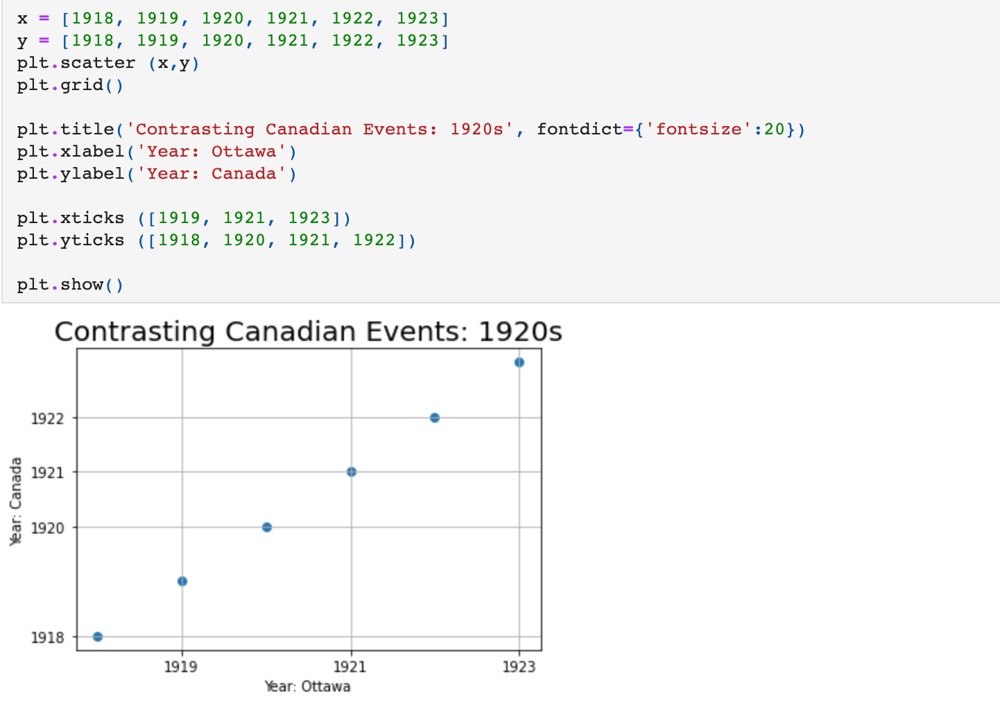 x = [1918, 1919, 1920, 1921, 1922, 1923]
y = [1918, 1919, 1920, 1921, 1922, 1923]
plt.scatter (x,y)
plt.grid()
plt.title('Contrasting Canadian Events: 1920s', fontdict={'fontsize':20})
plt.xlabel('Year: Ottawa')
plt.ylabel('Year: Canada')
plt.xticks ([1919, 1921, 1923])
plt.yticks ([1918, 1920, 1921, 1922])
plt.show()
Contrasting Canadian Events: 1920s
Year: Canada
1922
1921
1920
1918
1919 1921 1923
Year: Ottawa